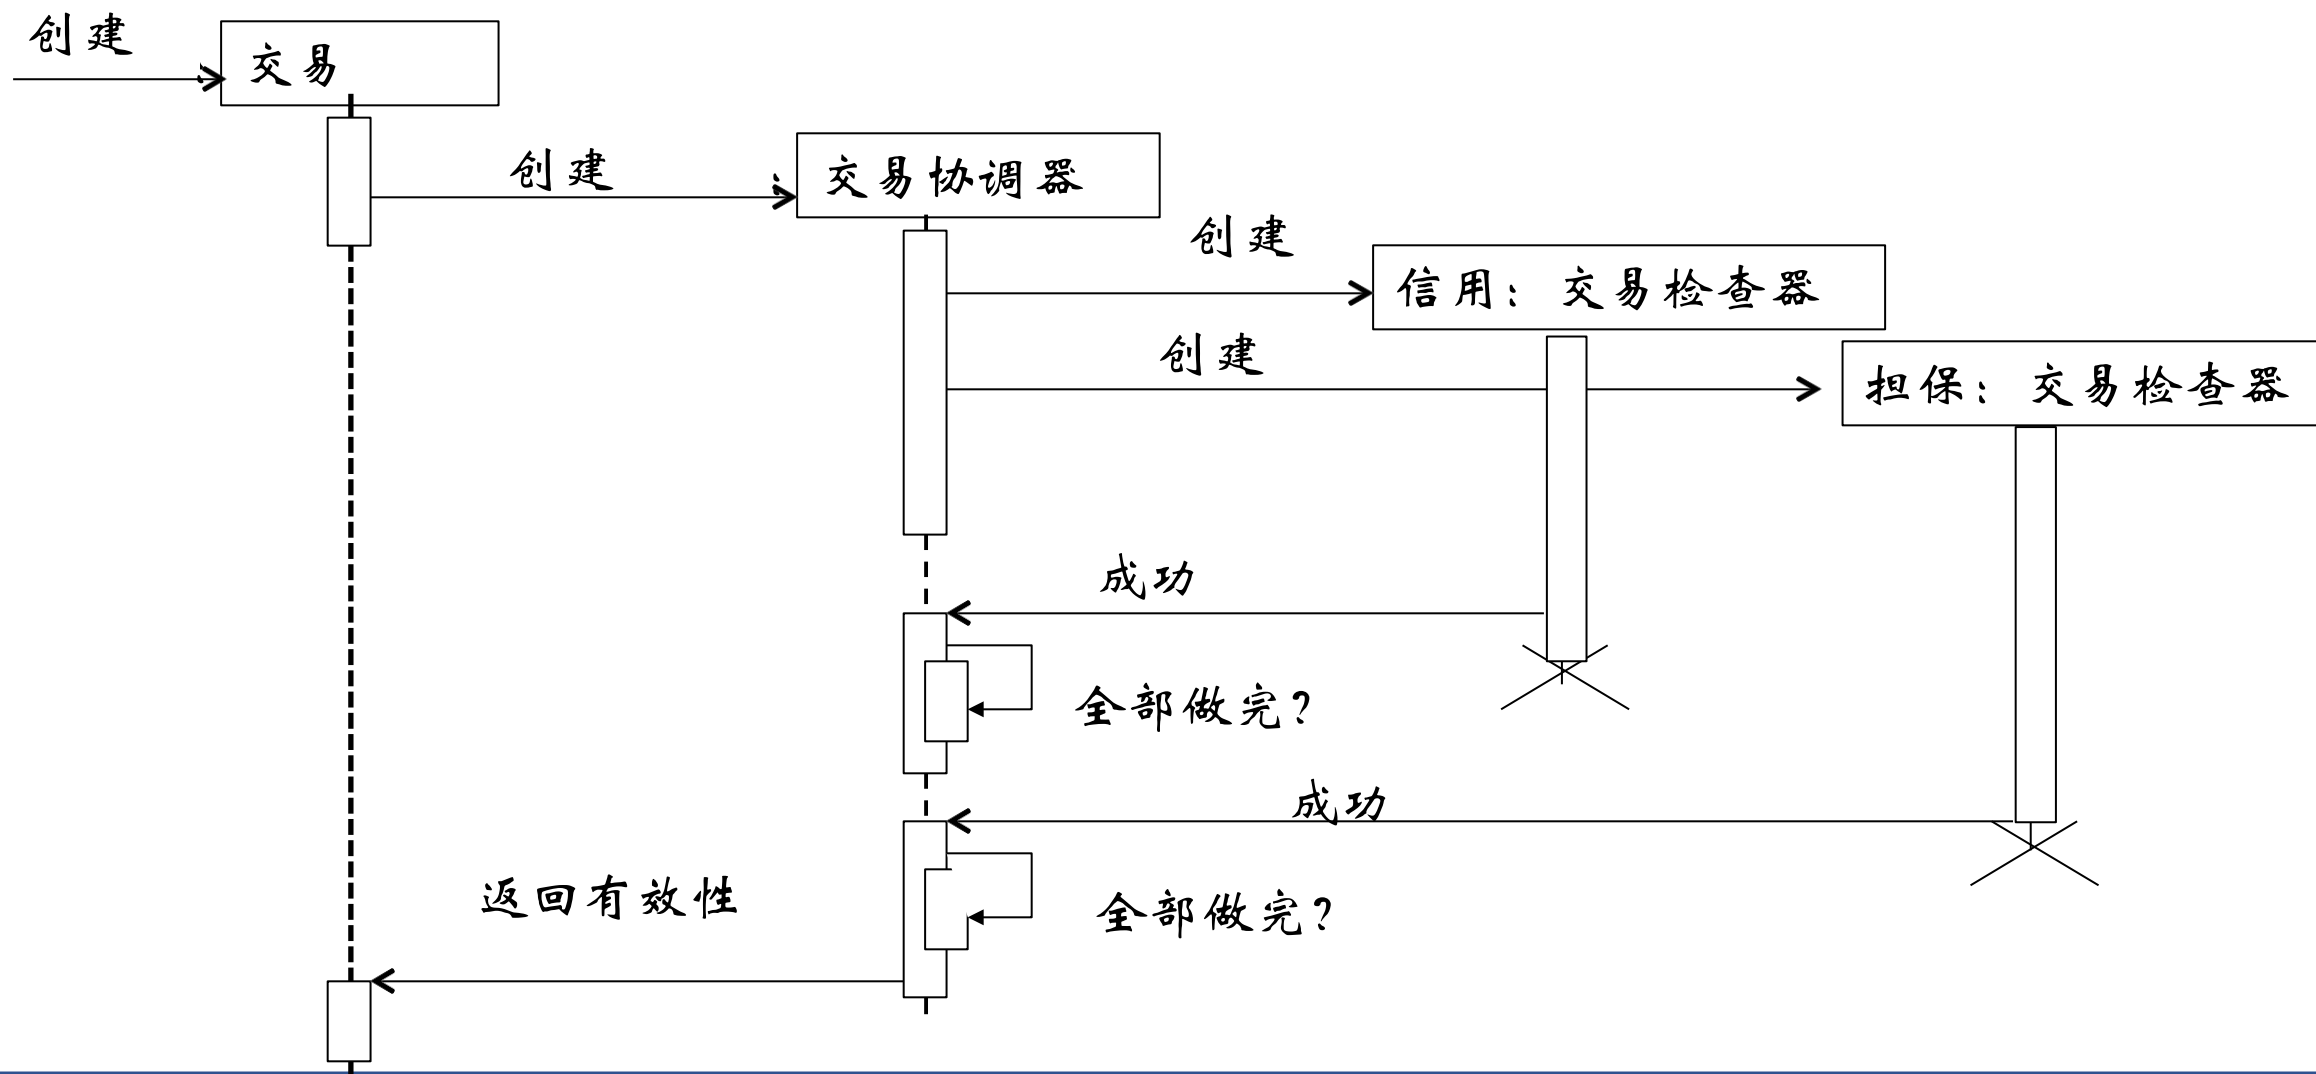 创建
交易
创建
交易协调器
创建
信用：交易检查器
创建
担保：交易检查器
成功
全部做完？
成功
返回有效性
全部做完？